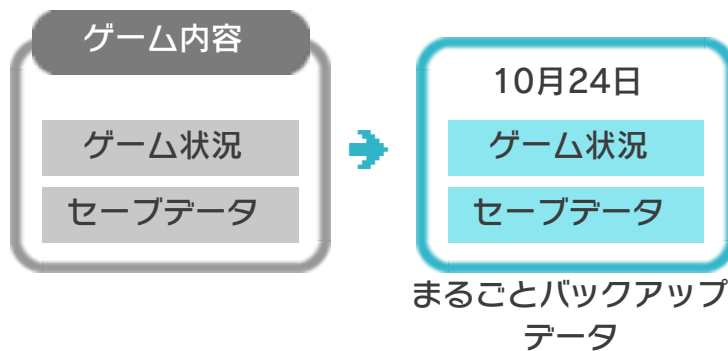 ゲーム内容
ゲーム状況
セーブデータ
10月24日
ゲーム状況
セーブデータ
まるごとバックアップ
データ